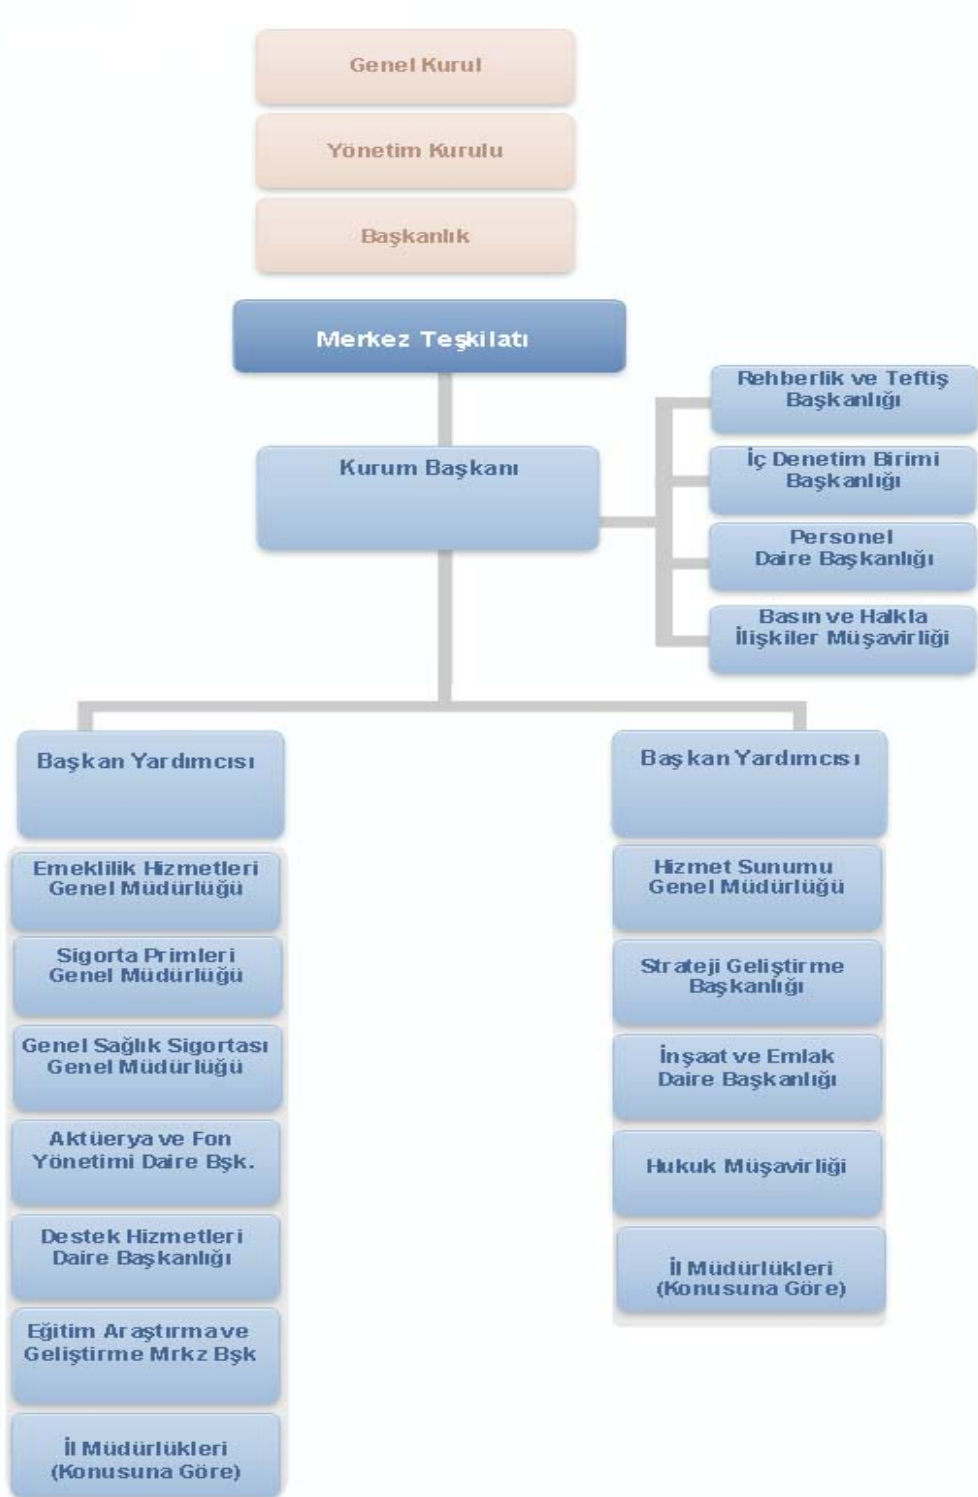 Genel Kurul
Yönetim Kurulu
Başkanlık
Merkez Teşkilatı
Kurum Başkanı
Rehberlik ve Teftiş
Başkanlığı
İç Denetim Birimi
Başkanlığı
Personel
Daire Başkanlığı
Basın ve Halkla
İlişkiler Müşavirliği
Başkan Yardımcısı
Emeklilik Hizmetleri
Genel Müdürlüğü
Sigorta Primleri
Genel Müdürlüğü
Genel Sağlık Sigortası
Genel Müdürlüğü
Aktüerya ve Fon
Yönetimi Daire Bşk.
Destek Hizmetleri
Daire Başkanlığı
Eğitim Araştırma ve
Geliştirme Mrkz Bşk
İl Müdürlükleri
(Konusuna Göre)
Başkan Yardımcısı
Hizmet Sunumu
Genel Müdürlüğü
Strateji Geliştirme
Başkanlığı
İnşaat ve Emlak
Daire Başkanlığı
Hukuk Müşavirliği
İl Müdürlükleri
(Konusuna Göre)